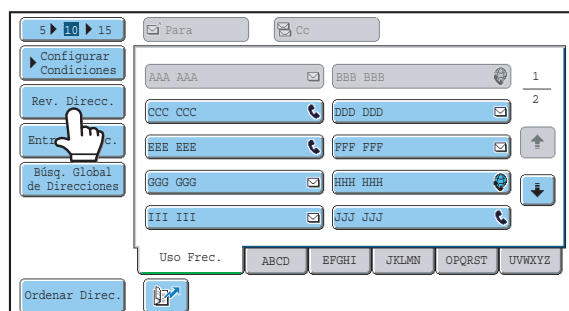 5 10 15
Para
Cc
Configurar
Condiciones
Rev. Direcc.
Entr c.
Búsq. Global
de Direcciones
Ordenar Direc.
AAA AAA
BBB BBB
CCC CCC
DDD DDD
EEE EEE
FFF FFF
GGG GGG
HHH HHH
III III
JJJ JJJ
1
2
Uso Frec.
ABCD
EFGHI
JKLMN
OPQRST
UVWXYZ